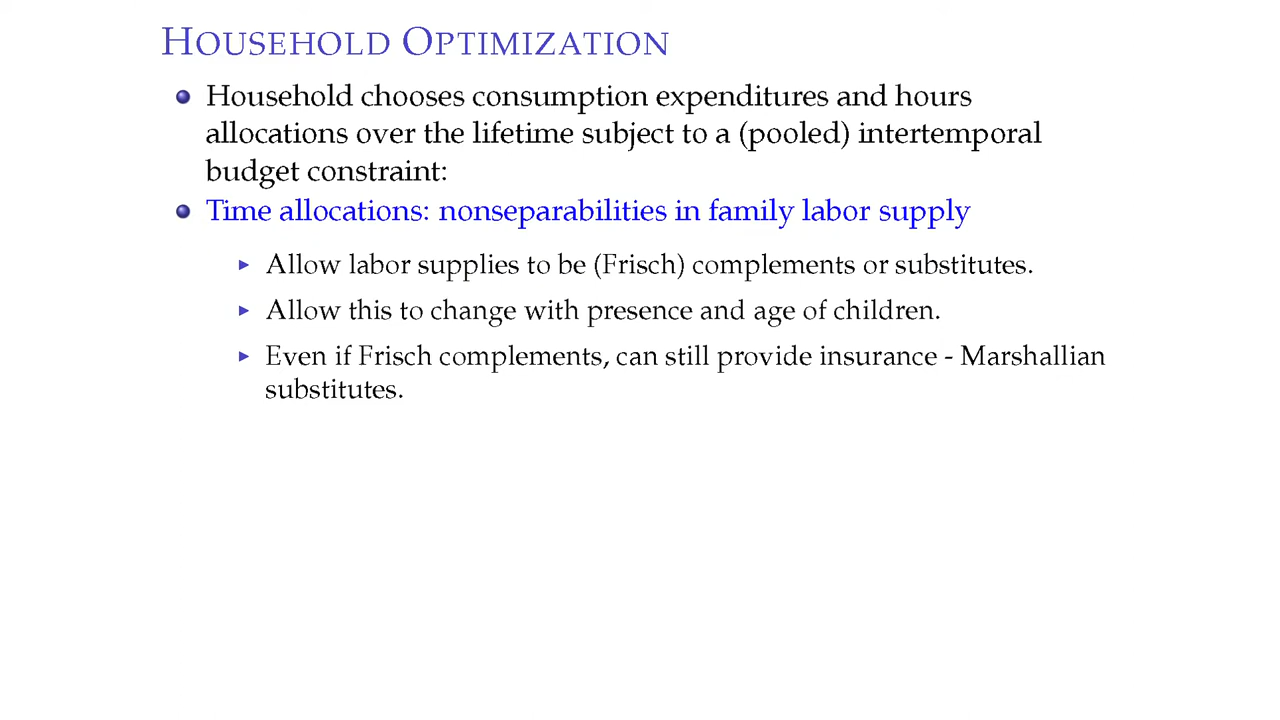 HOUSEHOLD OPTIMIZATION
Household chooses consumption expenditures and hours
allocations over the lifetime subject to a (pooled) intertemporal
budget constraint:
Time allocations: nonseparabilities in family labor supply
Allow labor supplies to be (Frisch) complements or substitutes.
Allow this to change with presence and age of children.
Even if Frisch complements, can still provide insurance - Marshallian
substitutes.